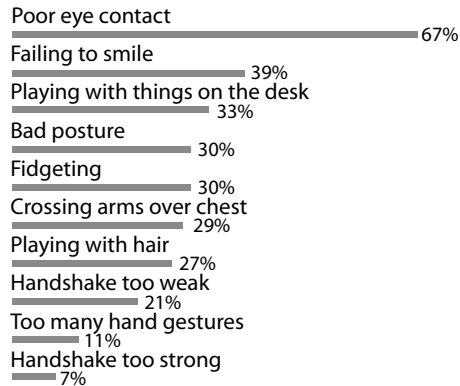 Poor eye contact
67%
Failing to smile
39%
Playing with things on the desk
33%
Bad posture
30%
Fidgeting
30%
Crossing arms over chest
29%
Playing with hair
27%
Handshake too weak
21%
Too many hand gestures
11%
Handshake too strong
7%